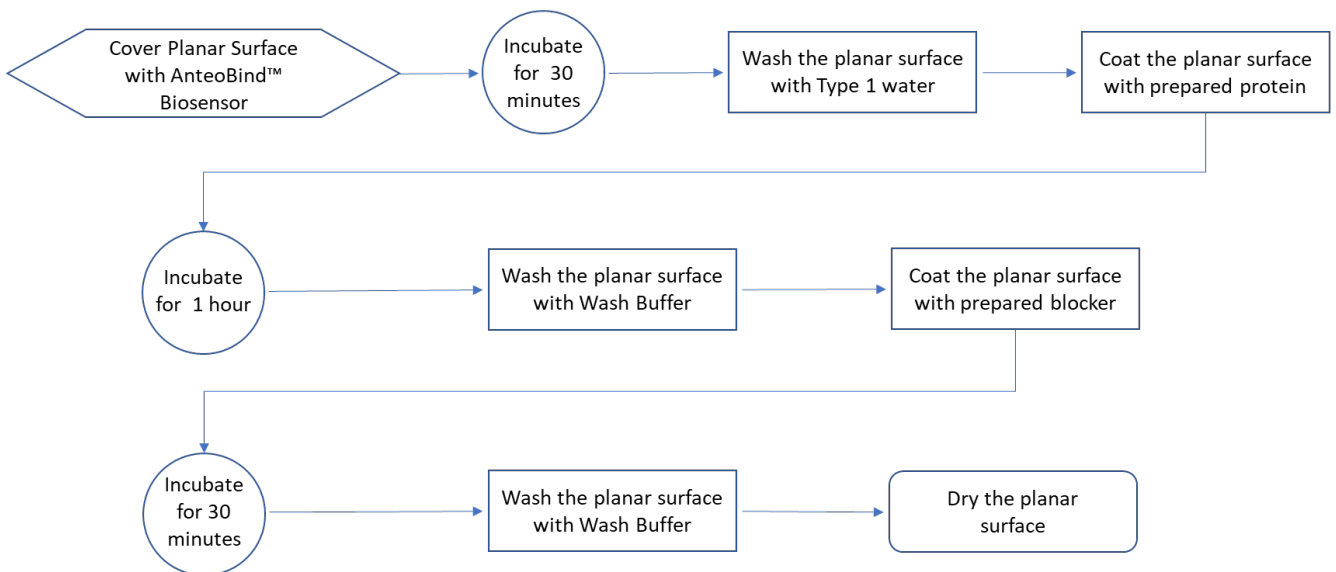 Cover Planar Surface
with AnteoBind™
Biosensor
Incubate
for 30
minutes
Wash the planar surface
with Type 1 water
Coat the planar surface
with prepared protein
Incubate
for 1 hour
Wash the planar surface
with Wash Buffer
Coat the planar surface
with prepared blocker
Incubate
for 30
minutes
Wash the planar surface
with Wash Buffer
Dry the planar
surface